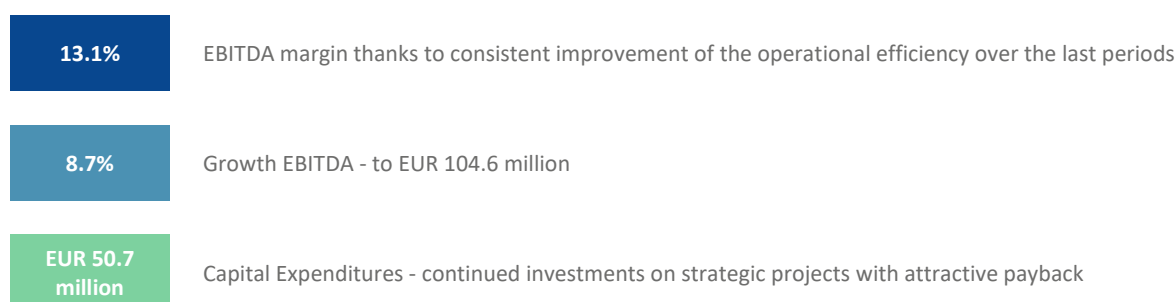 13.1%
EBITDA margin thanks to consistent improvement of the operational efficiency over the last periods
8.7%
Growth EBITDA - to EUR 104.6 million
EUR 50.7
million
Capital Expenditures - continued investments on strategic projects with attractive payback